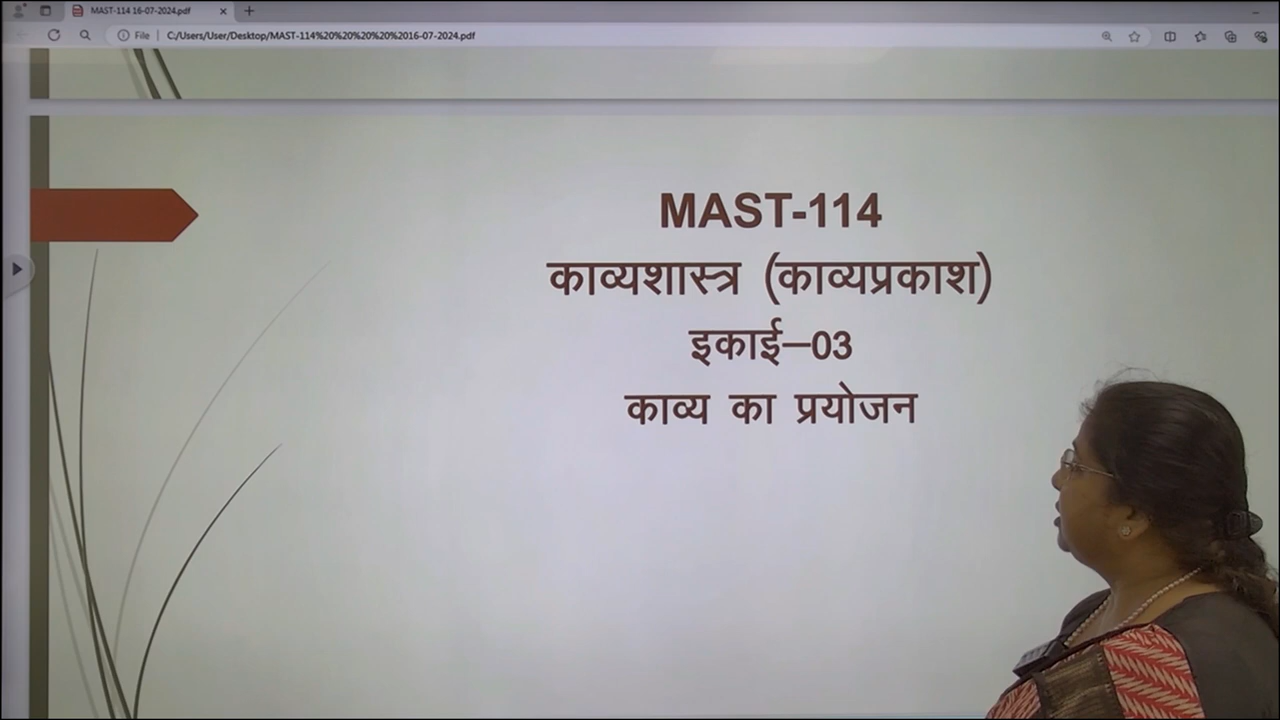 MAST-114 16-07-2024.pdf
File
C:/Users/User/Desktop/MAST-114%20%20%20%20%2016-07-2024.pdf
MAST-114
काव्यशास्त्र (काव्यप्रकाश)
इकाई–03
काव्य का प्रयोजन